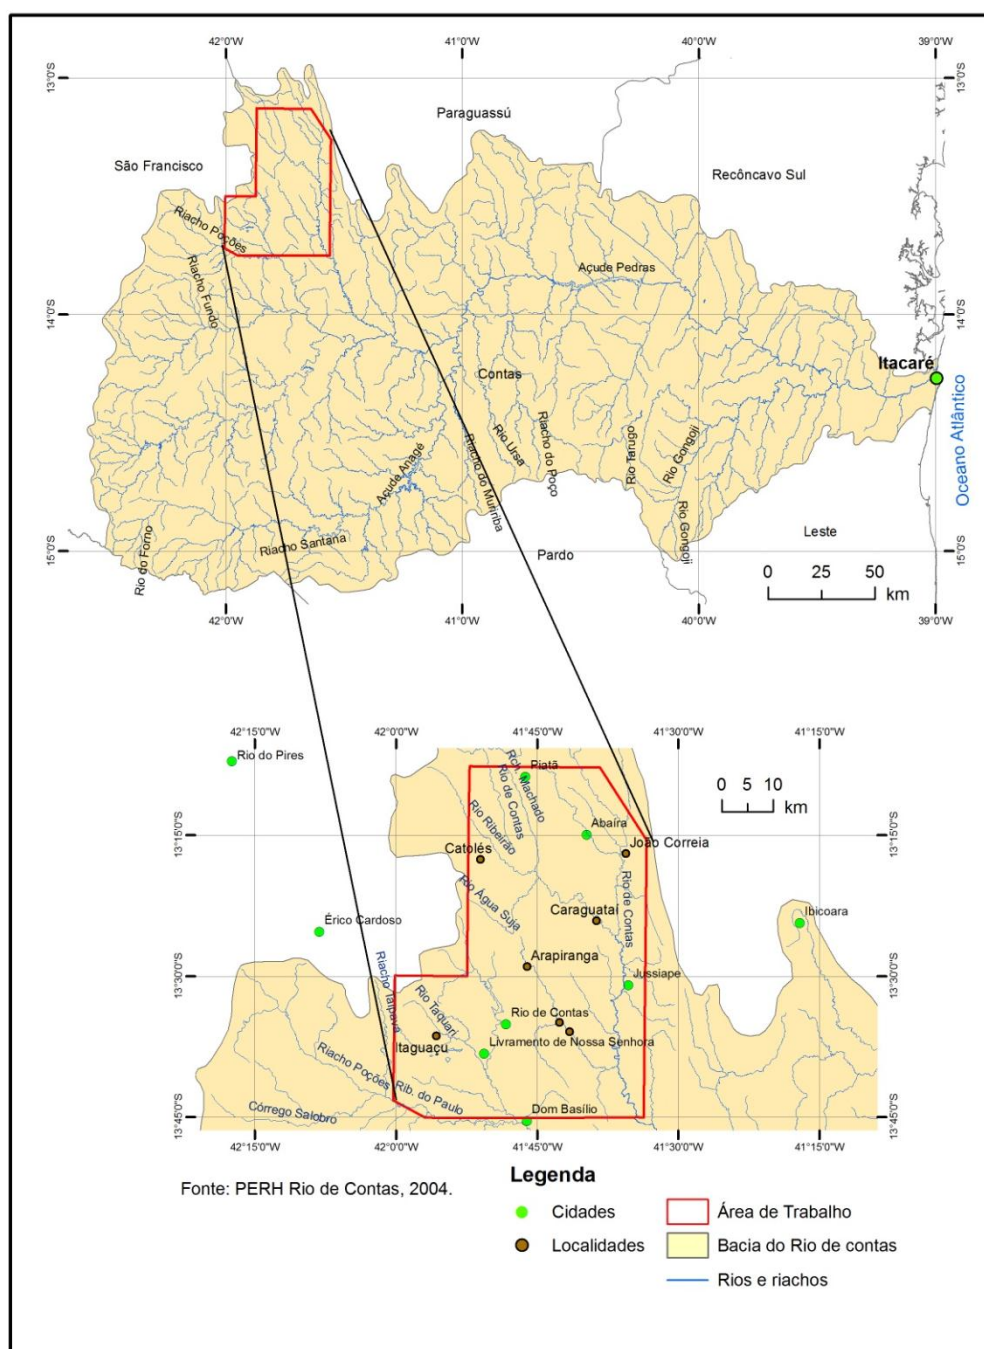 42°0'W 41°0'W 40°0'W 39°0'W
13°0'S 13°0'S
Paraguassú
São Francisco
Recôncavo Sul
Riacho Poções
Riacho Fundo
Açude Pedras
14°0'S 14°0'S
Itacaré
Contas
Oceano Atlântico
Rio Ursa
Riacho do Poço
Rio Gongoji
Açude Anagé
Riacho do Muririba
Rio Gongoji
Rio do Forno
Riacho Santana
Leste
15°0'S 15°0'S
Pardo
0 25 50
km
42°0'W 41°0'W 40°0'W 39°0'W
42°15'0"W 42°0'W 41°45'0"W 41°30'0"W 41°15'0"W
Rio do Pires
Piatã
Rch. Machado
Rio de Contas
0 5 10
km
Rio Ribeirão
Abaíra
13°15'0"S 13°15'0"S
João Correia
Catolés
Rio de Contas
Rio Água Suja
Caraguataí
Érico Cardoso
Ibicoara
Arapiranga
13°30'0"S 13°30'0"S
Jussiape
Riacho Taipava
Rio Taquari
Rio de Contas
Itaguaçu
Livramento de Nossa Senhora
Riacho Poções
Rib. do Paulo
Córrego Salobro
Dom Basílio
13°45'0"S 13°45'0"S
42°15'0"W 42°0'W 41°45'0"W 41°30'0"W 41°15'0"W
Fonte: PERH Rio de Contas, 2004.
Legenda
Cidades
Área de Trabalho
Localidades
Bacia do Rio de contas
Rios e riachos